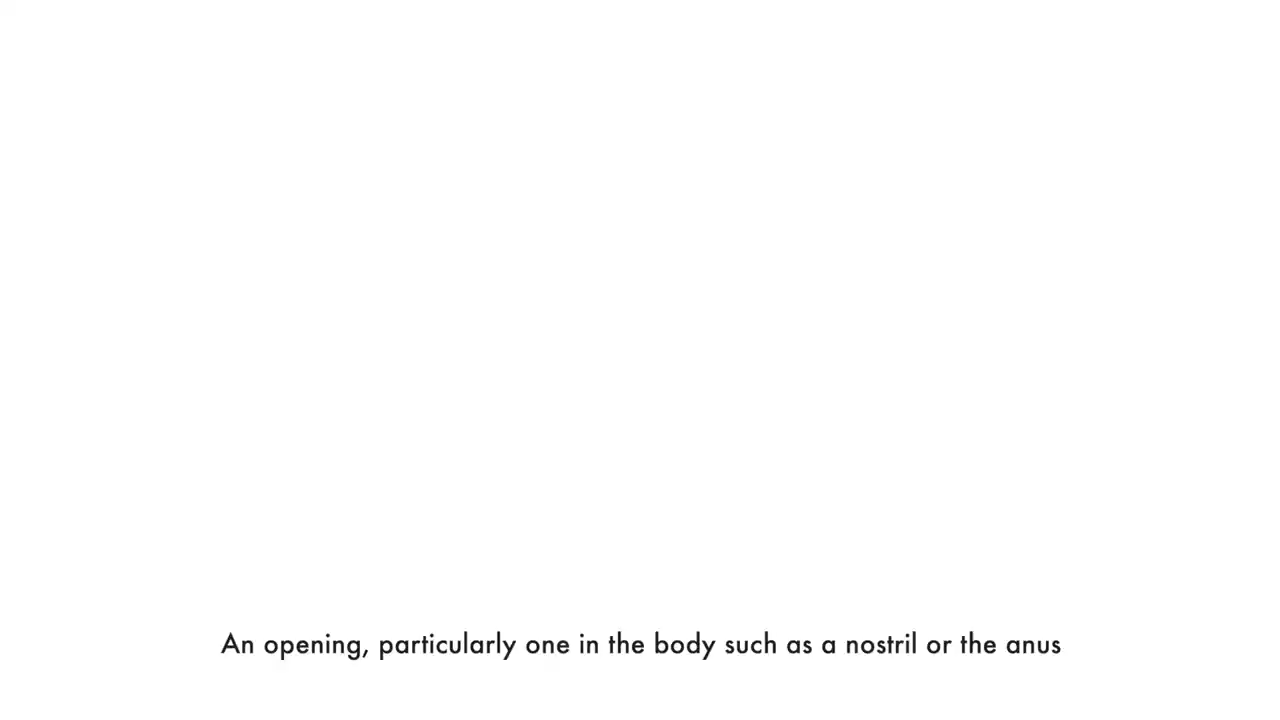 An opening, particularly one in the body such as a nostril or the anus